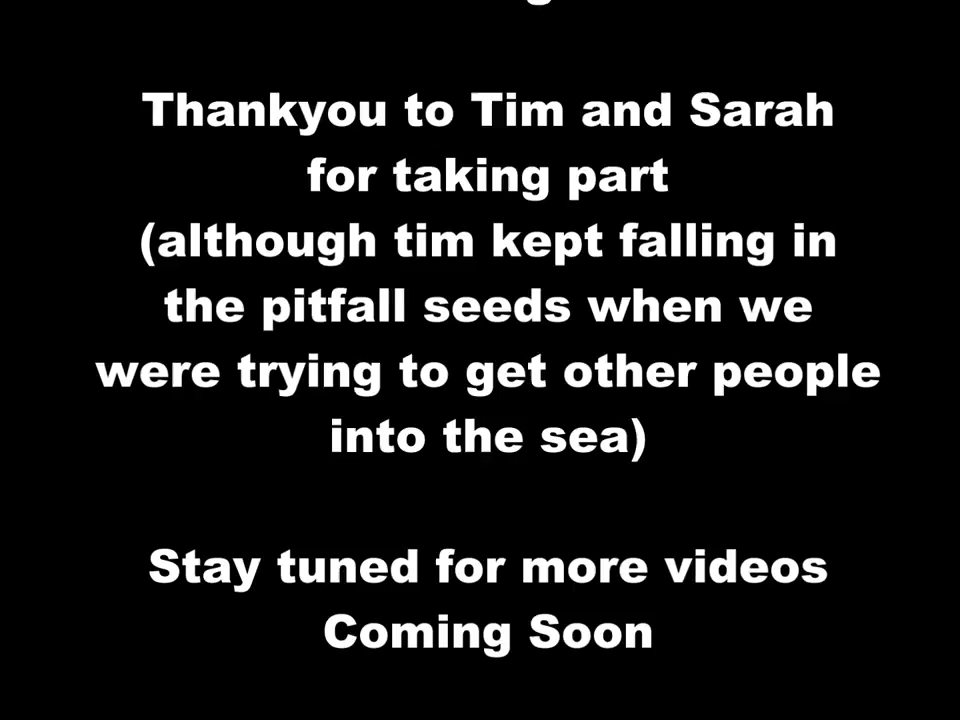 Thankyou to Tim and Sarah
for taking part
(although tim kept falling in
the pitfall seeds when we
were trying to get other people
into the sea)
Stay tuned for more videos
Coming Soon